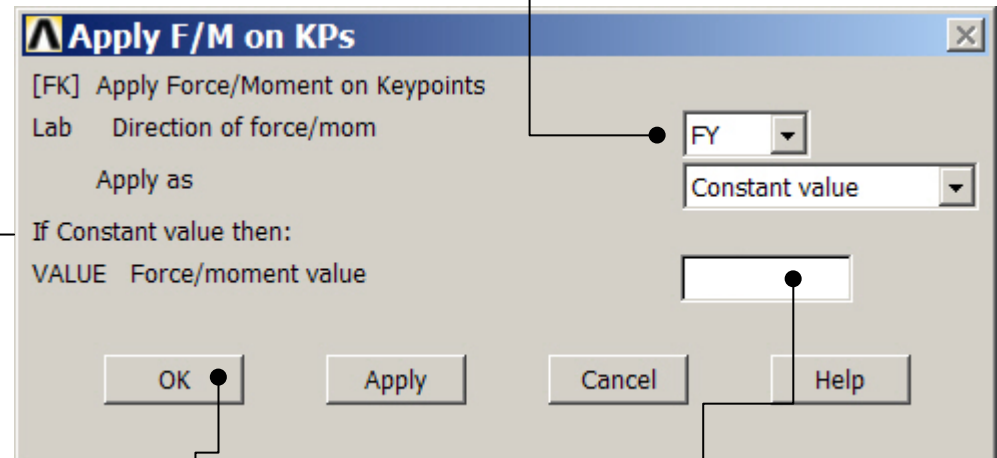 Apply F/M on KPs
[FK] Apply Force/Moment on Keypoints
Lab Direction of force/mom FY
Apply as Constant value
If Constant value then:
VALUE Force/moment value
OK Apply Cancel Help